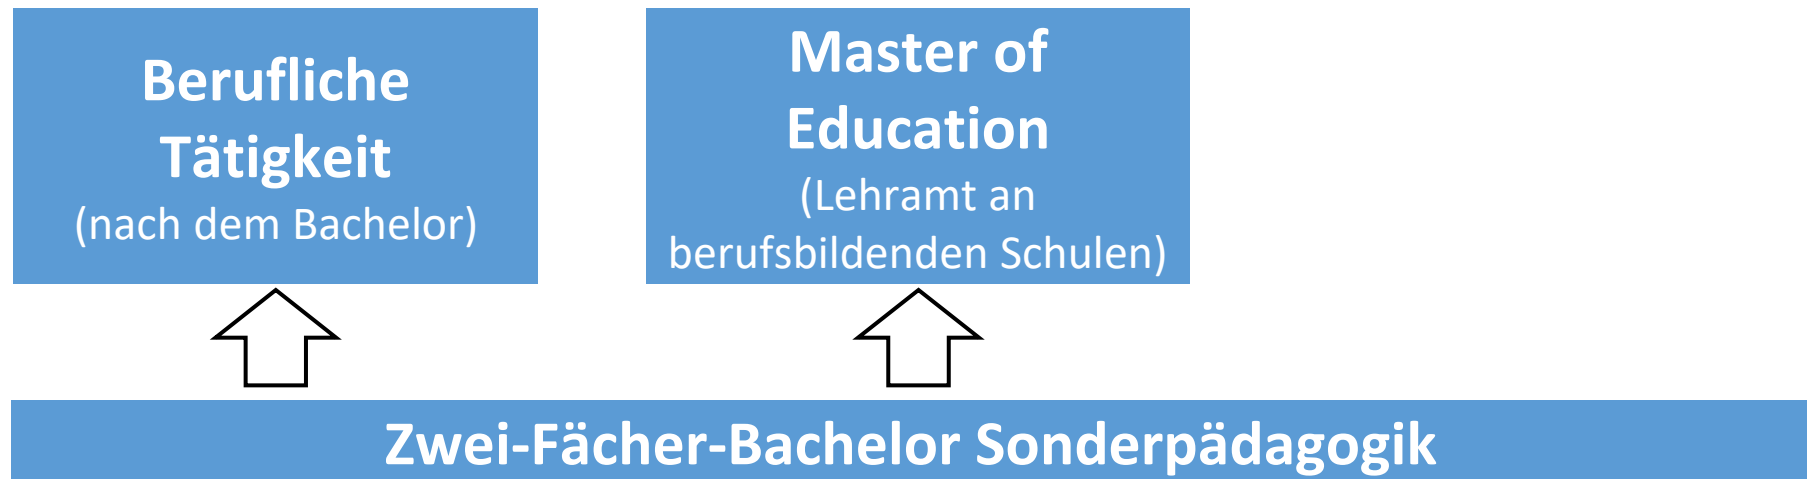 Berufliche
Tätigkeit
(nach dem Bachelor)
Master of
Education
(Lehramt an
berufsbildenden Schulen)
Zwei-Fächer-Bachelor Sonderpädagogik